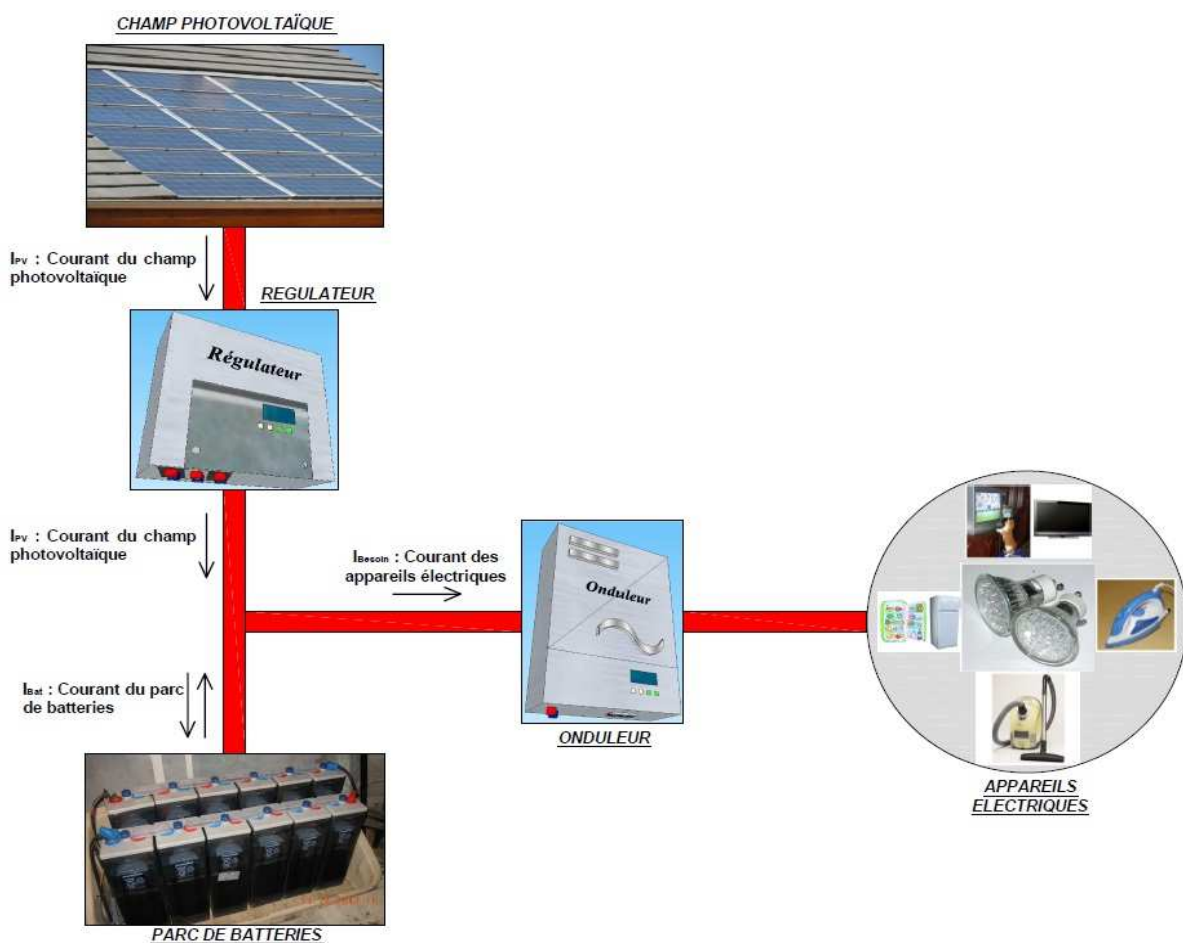 CHAMP PHOTOVOLTAÏQUE
IPV : Courant du champ
photovoltaïque
REGULATEUR
Régulateur
IPV : Courant du champ
photovoltaïque
IBesoin : Courant des
appareils électriques
Onduleur
IBat : Courant du parc
de batteries
ONDULEUR
APPAREILS
ELECTRIQUES
PARC DE BATTERIES